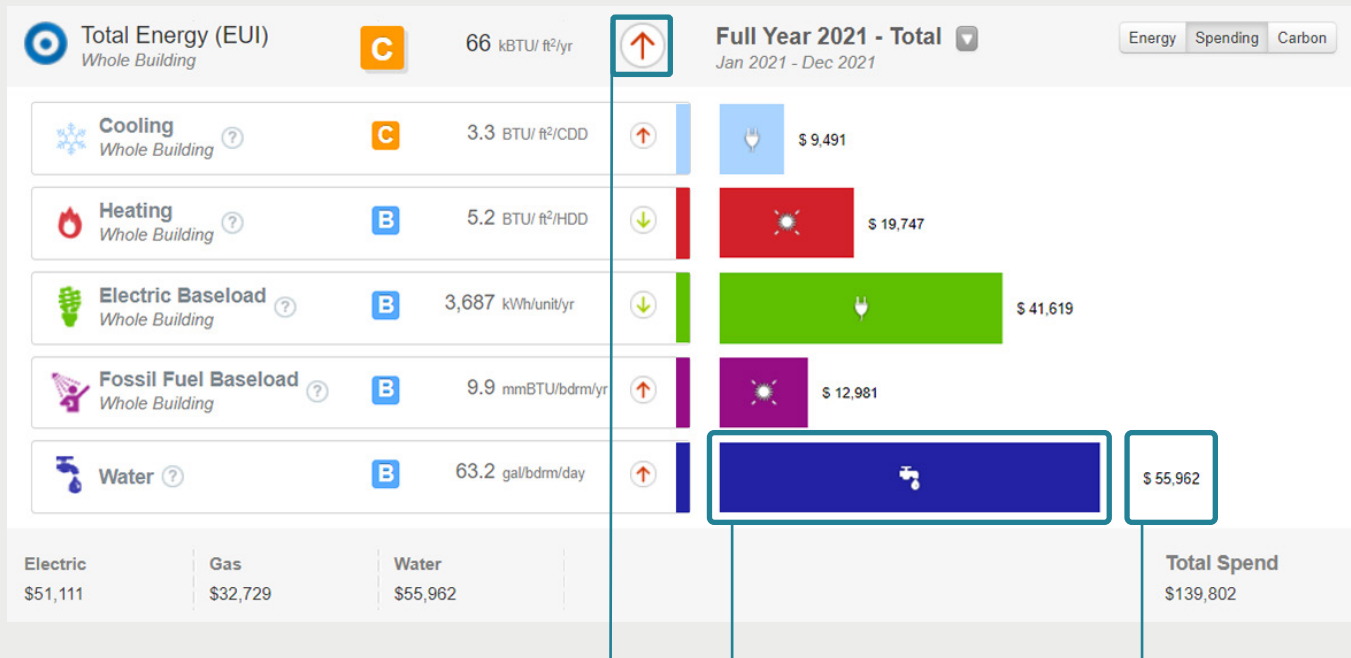 Total Energy (EUI)
Whole Building
C
66 kBTU/ ft²/yr
Full Year 2021 - Total
Jan 2021 - Dec 2021
Energy Spending Carbon
Cooling
Whole Building
?
C
3.3 BTU/ ft²/CDD
$ 9,491
Heating
Whole Building
?
B
5.2 BTU/ ft²/HDD
$ 19,747
Electric Baseload
Whole Building
?
B
3,687 kWh/unit/yr
$ 41,619
Fossil Fuel Baseload
Whole Building
?
B
9.9 mmBTU/bdrm/yr
$ 12,981
Water ?
B
63.2 gal/bdrm/day
$ 55,962
Electric Gas Water Total Spend
$51,111 $32,729 $55,962 $139,802